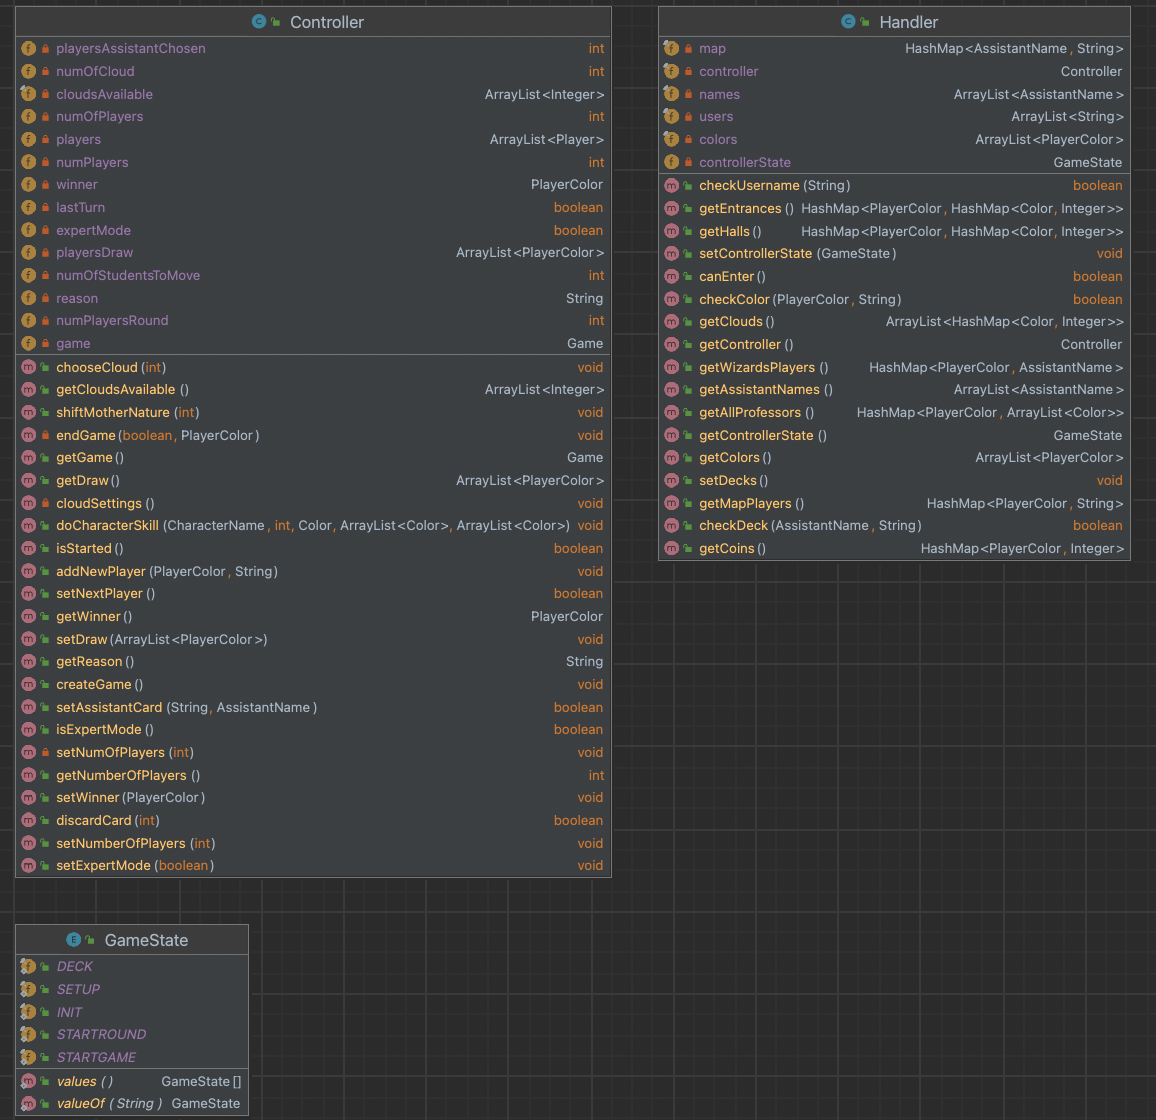 Controller
playersAssistantChosen int
numOfCloud int
cloudsAvailable ArrayList<Integer>
numOfPlayers int
players ArrayList<Player>
numPlayers int
winner PlayerColor
lastTurn boolean
expertMode boolean
playersDraw ArrayList<PlayerColor>
numOfStudentsToMove int
reason String
numPlayersRound int
game Game
chooseCloud(int) void
getCloudsAvailable() ArrayList<Integer>
shiftMotherNature(int) void
endGame(boolean, PlayerColor) void
getGame() Game
getDraw() ArrayList<PlayerColor>
cloudSettings() void
doCharacterSkill(CharacterName, int, Color, ArrayList<Color>, ArrayList<Color>) void
isStarted() boolean
addNewPlayer(PlayerColor, String) void
setNextPlayer() boolean
getWinner() PlayerColor
setDraw(ArrayList<PlayerColor>) void
getReason() String
createGame() void
setAssistantCard(String, AssistantName) boolean
isExpertMode() boolean
setNumOfPlayers(int) void
getNumberOfPlayers() int
setWinner(PlayerColor) void
discardCard(int) boolean
setNumberOfPlayers(int) void
setExpertMode(boolean) void
Handler
map HashMap<AssistantName, String>
controller Controller
names ArrayList<AssistantName>
users ArrayList<String>
colors ArrayList<PlayerColor>
controllerState GameState
checkUsername(String) boolean
getEntrances() HashMap<PlayerColor, HashMap<Color, Integer>>
getHalls() HashMap<PlayerColor, HashMap<Color, Integer>>
setControllerState(GameState) void
canEnter() boolean
checkColor(PlayerColor, String) boolean
getClouds() ArrayList<HashMap<Color, Integer>>
getController() Controller
getWizardsPlayers() HashMap<PlayerColor, AssistantName>
getAssistantNames() ArrayList<AssistantName>
getAllProfessors() HashMap<PlayerColor, ArrayList<Color>>
getControllerState() GameState
getColors() ArrayList<PlayerColor>
setDecks() void
getMapPlayers() HashMap<PlayerColor, String>
checkDeck(AssistantName, String) boolean
getCoins() HashMap<PlayerColor, Integer>
GameState
DECK
SETUP
INIT
STARTROUND
STARTGAME
values() GameState[]
valueOf(String) GameState